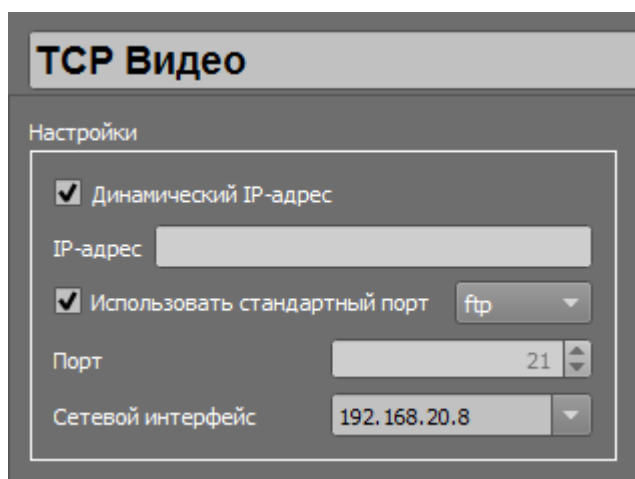 TCP Видео
Настройки
Динамический IP-адрес
IP-адрес
Использовать стандартный порт ftp
Порт 21
Сетевой интерфейс 192.168.20.8